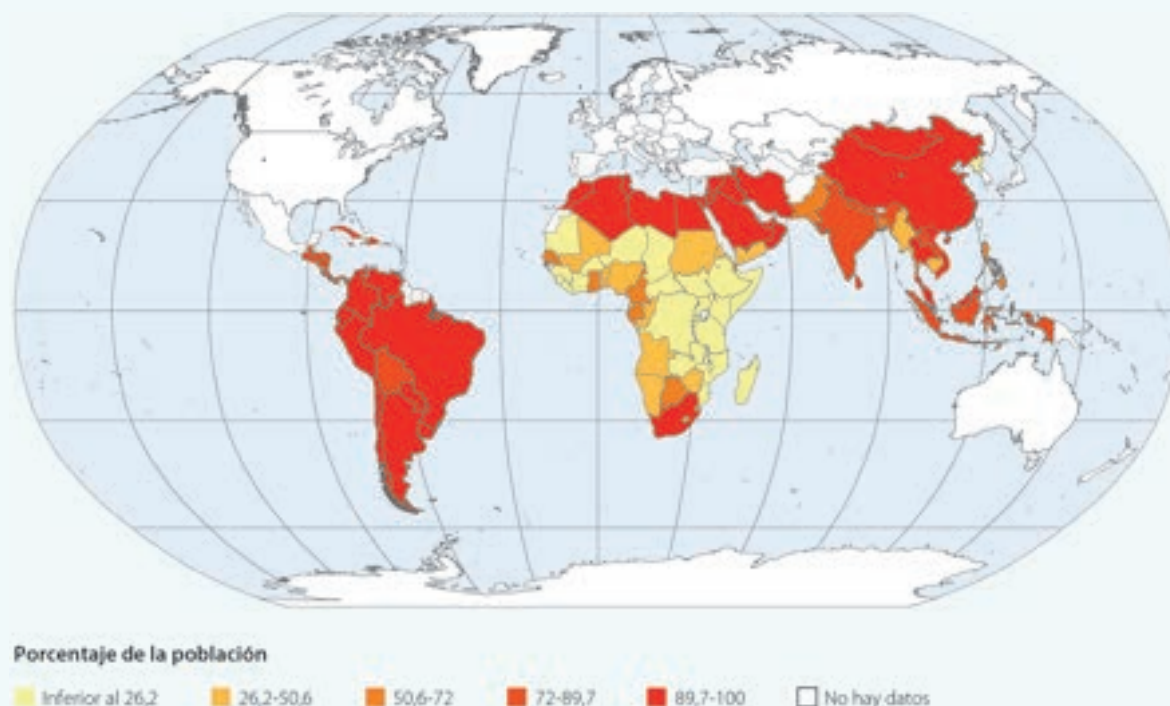 Porcentaje de la población
Inferior al 26,2 26,2-50,6 50,6-72 72-89,7 89,7-100 No hay datos